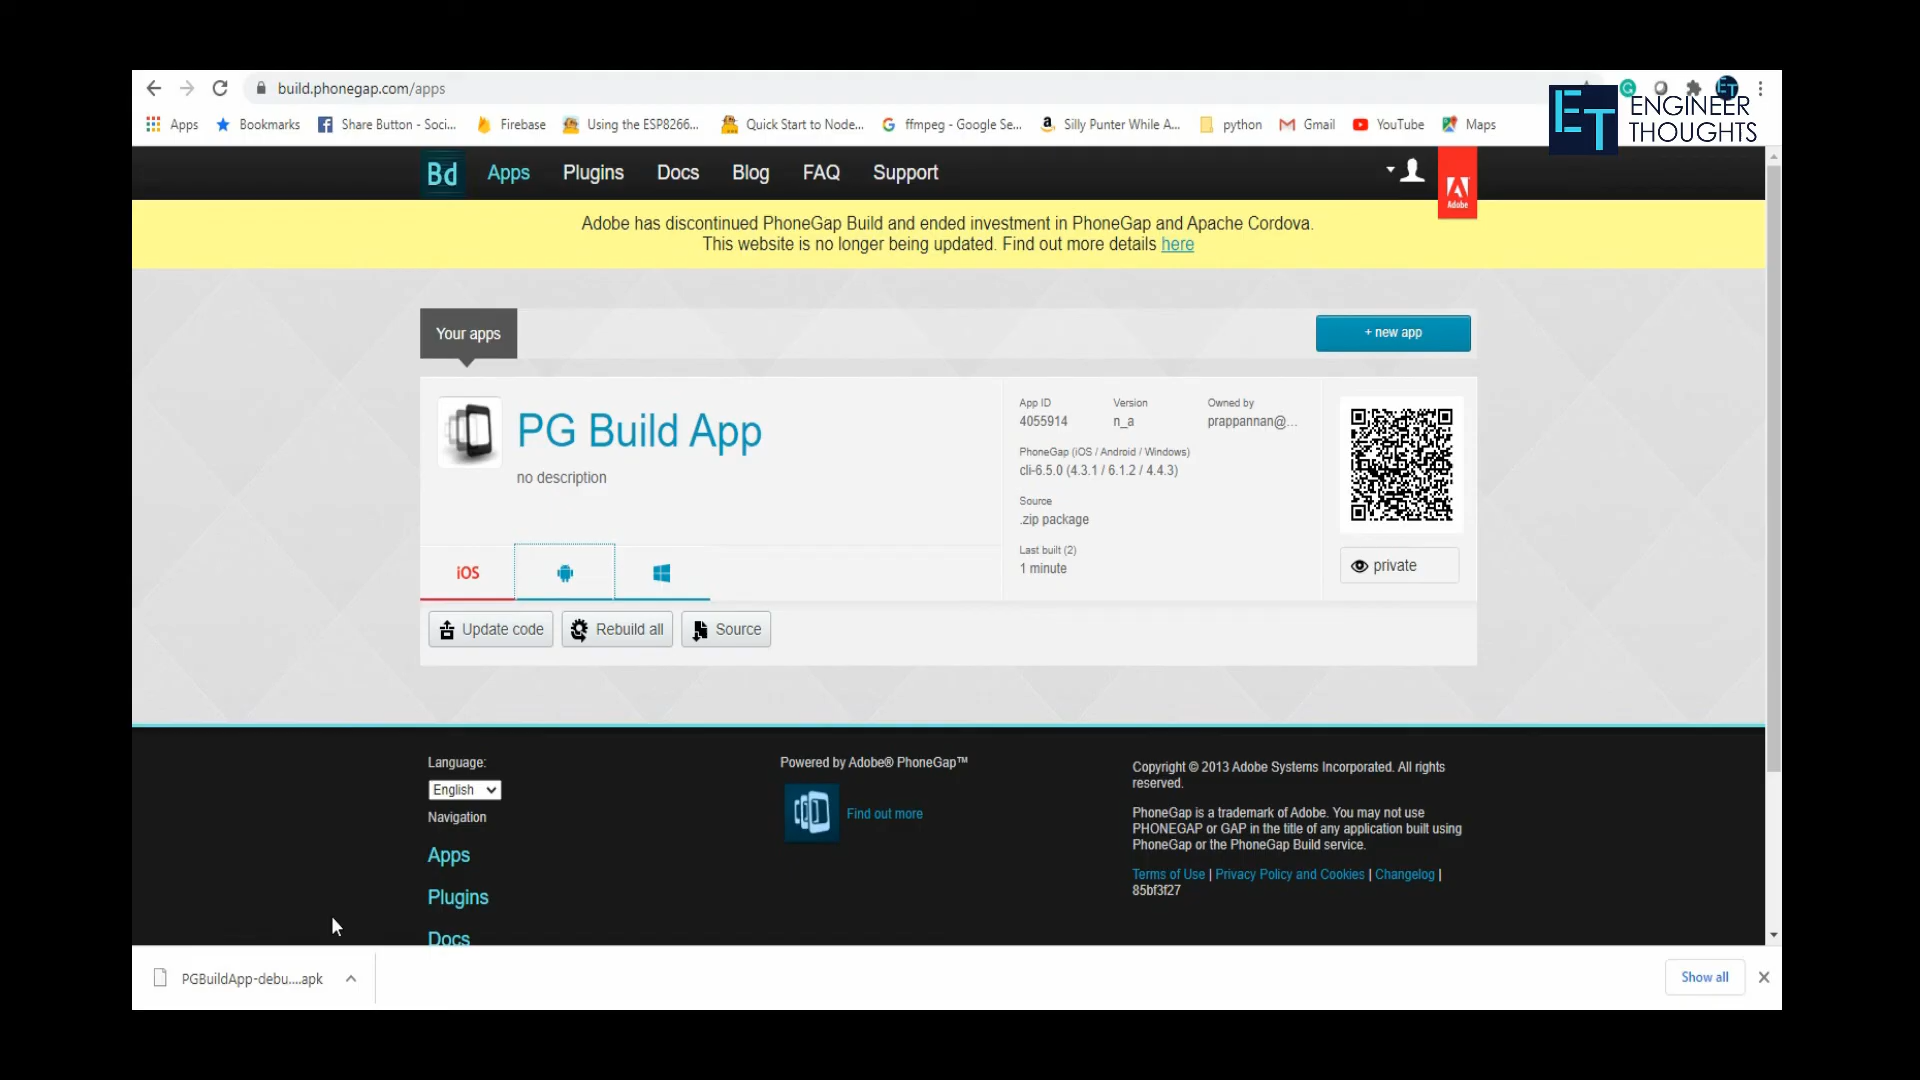 build.phonegap.com/apps
ET ENGINEER
THOUGHTS
Apps Bookmarks Share Button - Soci... Firebase Using the ESP8266... Quick Start to Node... ffmpeg - Google Se... Silly Punter While A... python Gmail YouTube Maps
Bd Apps Plugins Docs Blog FAQ Support
Adobe
Adobe has discontinued PhoneGap Build and ended investment in PhoneGap and Apache Cordova.
This website is no longer being updated. Find out more details here
Your apps
+ new app
PG Build App
no description
App ID Version Owned by
4055914 n_a prappannan@...
PhoneGap (iOS / Android / Windows)
cli-6.5.0 (4.3.1 / 6.1.2 / 4.4.3)
Source
.zip package
Last built (2)
1 minute
private
iOS
Update code Rebuild all Source
Language:
English
Navigation
Apps
Plugins
Docs
Powered by Adobe® PhoneGap™
Find out more
Copyright © 2013 Adobe Systems Incorporated. All rights
reserved.
PhoneGap is a trademark of Adobe. You may not use
PHONEGAP or GAP in the title of any application built using
PhoneGap or the PhoneGap Build service.
Terms of Use | Privacy Policy and Cookies | Changelog |
85bf3f27
PGBuildApp-debu....apk
Show all